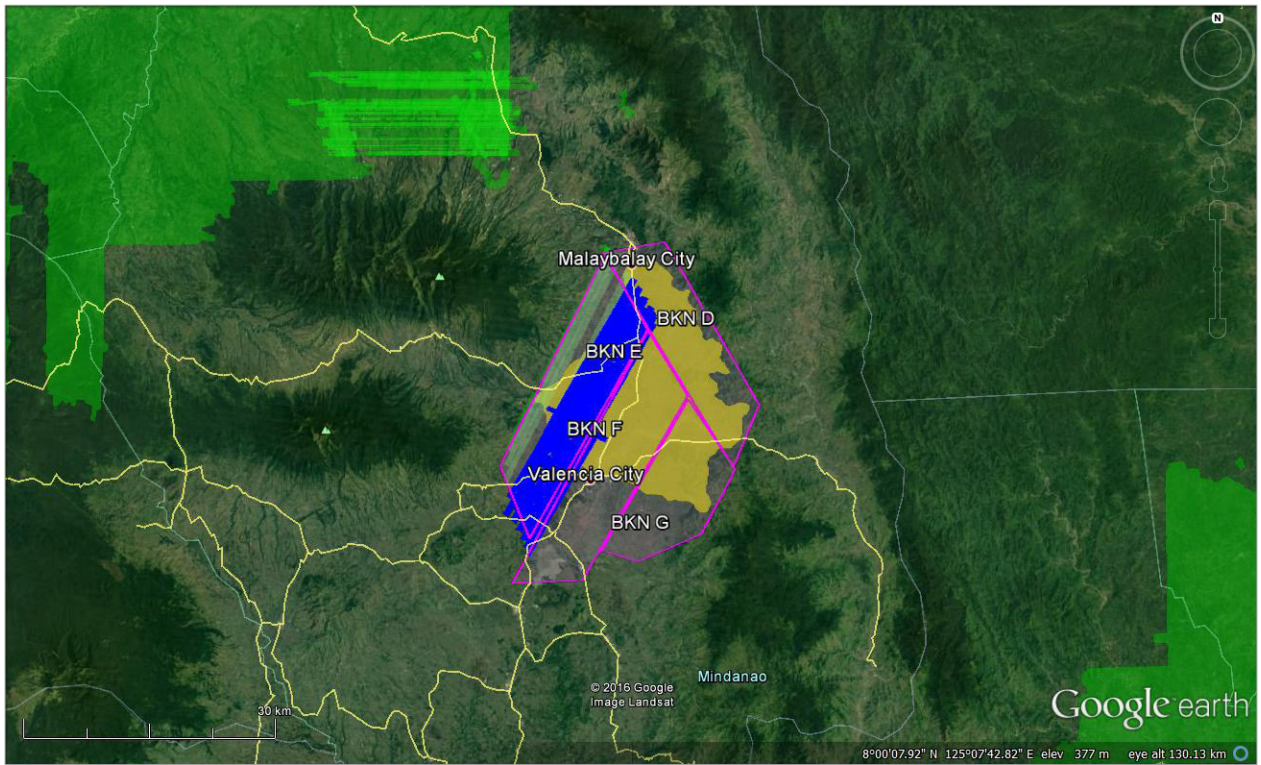 N
Malaybalay City
BKN D
BKN E
BKN F
Valencia City
BKN G
Mindanao
© 2016 Google
Image Landsat
30 km
Google earth
8°00'07.92" N 125°07'42.82" E elev 377 m eye alt 130.13 km